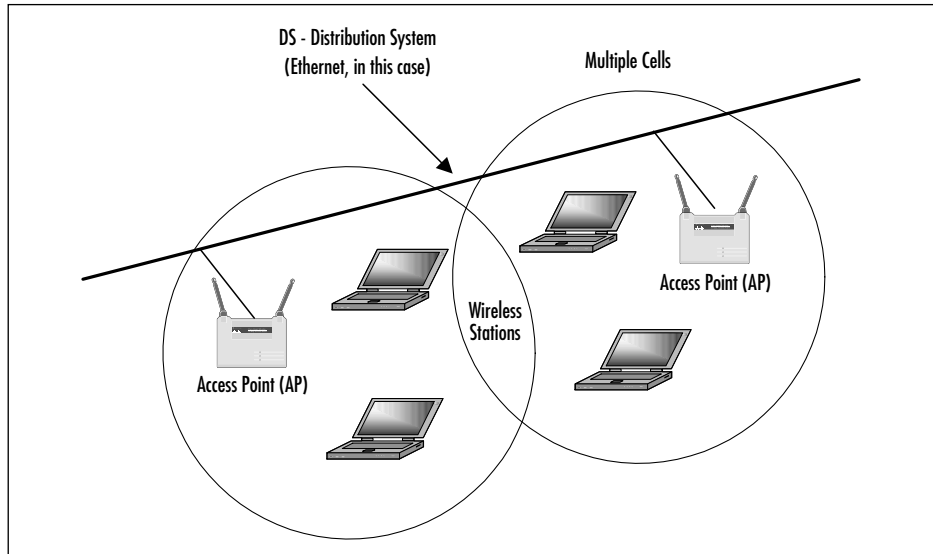 DS - Distribution System
(Ethernet, in this case)
Multiple Cells
Access Point (AP)
Wireless
Stations
Access Point (AP)